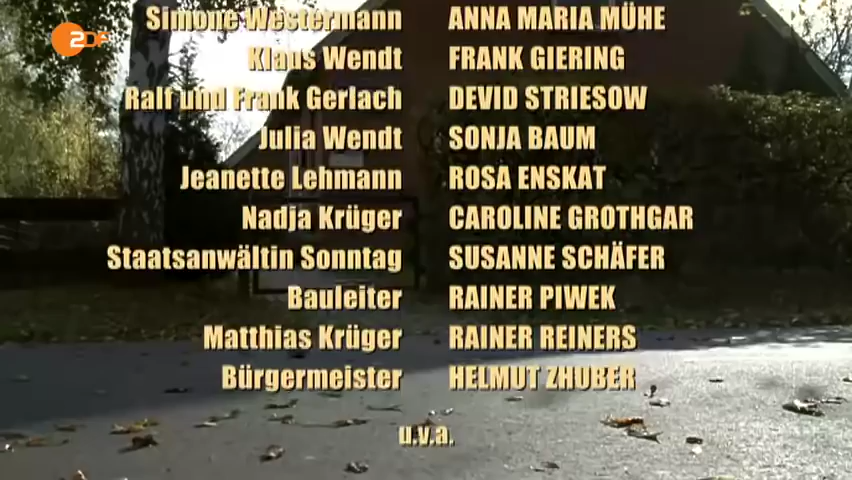 2ZDF
Simone Westermann ANNA MARIA MÜHE
Klaus Wendt FRANK GIERING
Ralf und Frank Gerlach DEVID STRIESOW
Julia Wendt SONJA BAUM
Jeanette Lehmann ROSA ENSKAT
Nadja Krüger CAROLINE GROTHGAR
Staatsanwältin Sonntag SUSANNE SCHÄFER
Bauleiter RAINER PIWEK
Matthias Krüger RAINER REINERS
Bürgermeister HELMUT ZHUBER
u.v.a.